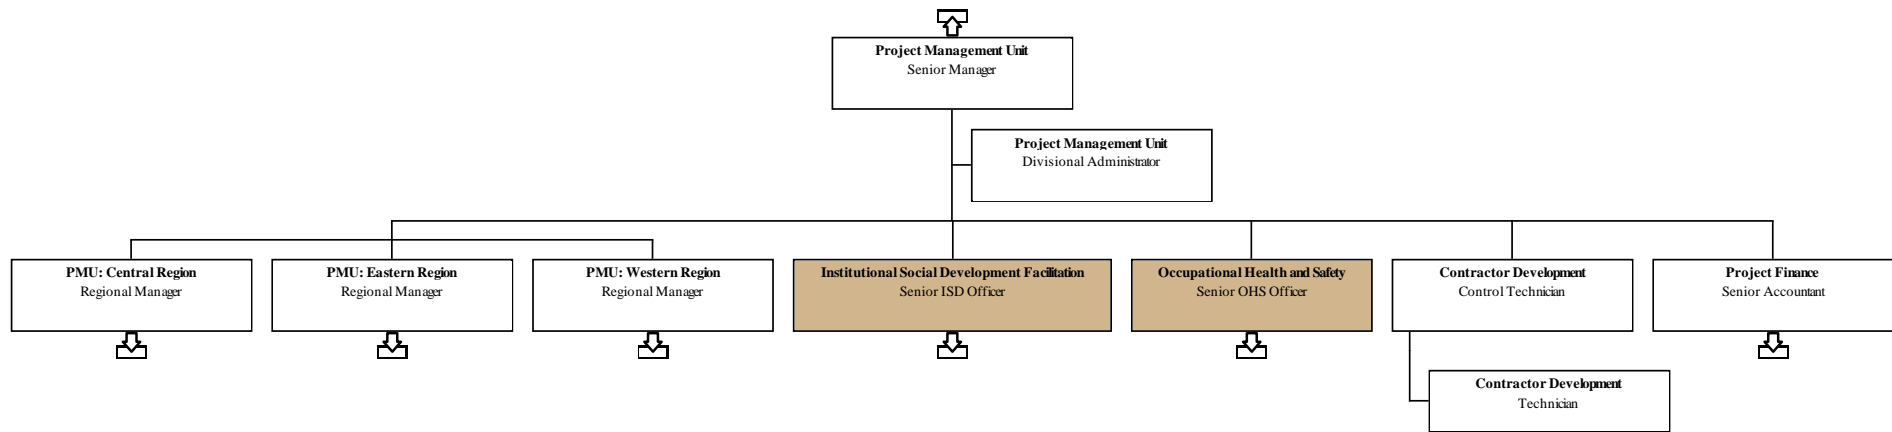 Project Management Unit
Senior Manager
Project Management Unit
Divisional Administrator
PMU: Central Region
Regional Manager
PMU: Eastern Region
Regional Manager
PMU: Western Region
Regional Manager
Institutional Social Development Facilitation
Senior ISD Officer
Occupational Health and Safety
Senior OHS Officer
Contractor Development
Control Technician
Project Finance
Senior Accountant
Contractor Development
Technician